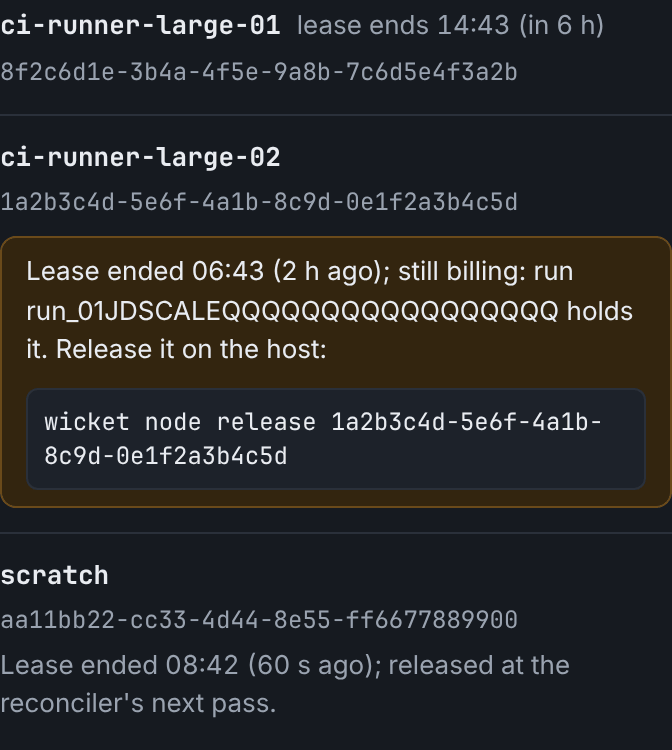 ci-runner-large-01 lease ends 14:43 (in 6 h)
8f2c6d1e-3b4a-4f5e-9a8b-7c6d5e4f3a2b
ci-runner-large-02
1a2b3c4d-5e6f-4a1b-8c9d-0e1f2a3b4c5d
Lease ended 06:43 (2 h ago); still billing: run
run_01JDSCALEQQQQQQQQQQQQQQQQQ holds
it. Release it on the host:
wicket node release 1a2b3c4d-5e6f-4a1b-
8c9d-0e1f2a3b4c5d
scratch
aa11bb22-cc33-4d44-8e55-ff6677889900
Lease ended 08:42 (60 s ago); released at the
reconciler's next pass.